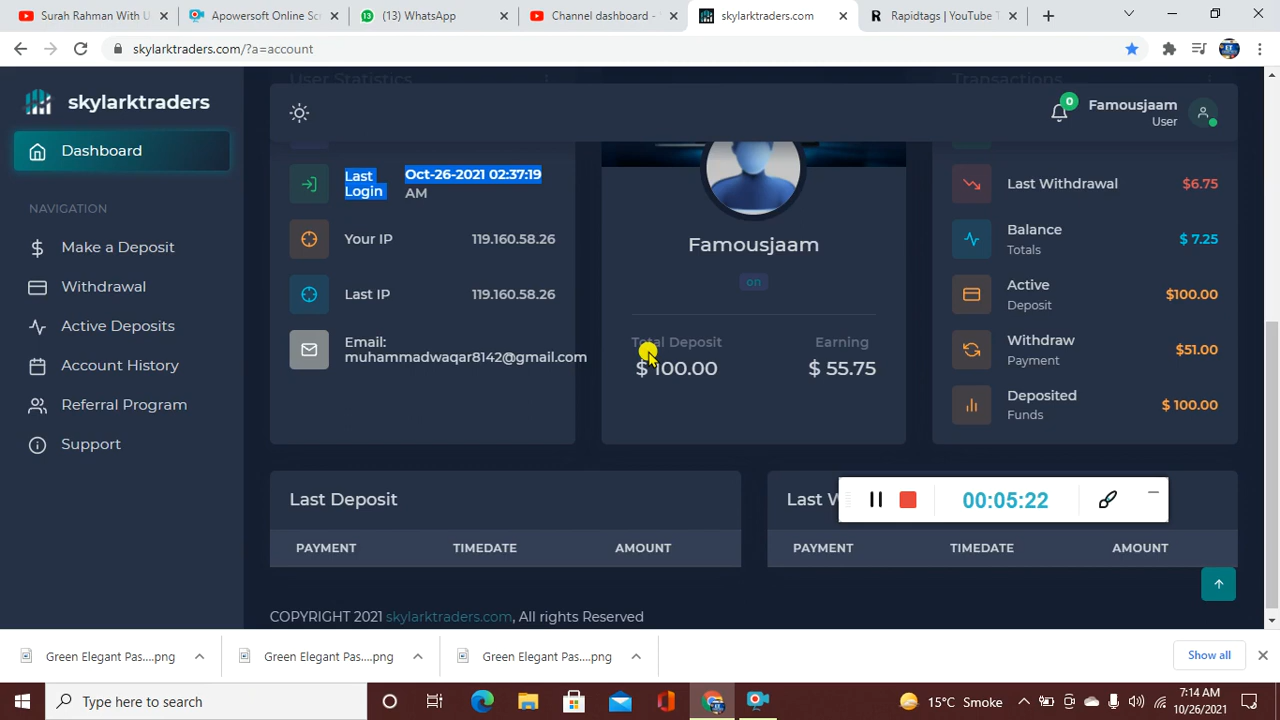 Surah Rahman With U
Apowersoft Online Scr
(13) WhatsApp
Channel dashboard -
skylarktraders.com
Rapidtags | YouTube T
skylarktraders.com/?a=account
skylarktraders
Dashboard
NAVIGATION
Make a Deposit
Withdrawal
Active Deposits
Account History
Referral Program
Support
User Statistics
Transactions
0
Famousjaam
User
Last Login
Oct-26-2021 02:37:19 AM
Your IP
119.160.58.26
Last IP
119.160.58.26
Email:
muhammadwaqar8142@gmail.com
Famousjaam
on
Total Deposit
Earning
$ 100.00
$ 55.75
Last Withdrawal
$6.75
Balance
Totals
$ 7.25
Active
Deposit
$100.00
Withdraw
Payment
$51.00
Deposited
Funds
$ 100.00
Last Deposit
PAYMENT TIMEDATE AMOUNT
Last W
00:05:22
PAYMENT TIMEDATE AMOUNT
COPYRIGHT 2021 skylarktraders.com, All rights Reserved
Green Elegant Pas....png
Green Elegant Pas....png
Green Elegant Pas....png
Show all
Type here to search
15°C Smoke
7:14 AM
10/26/2021